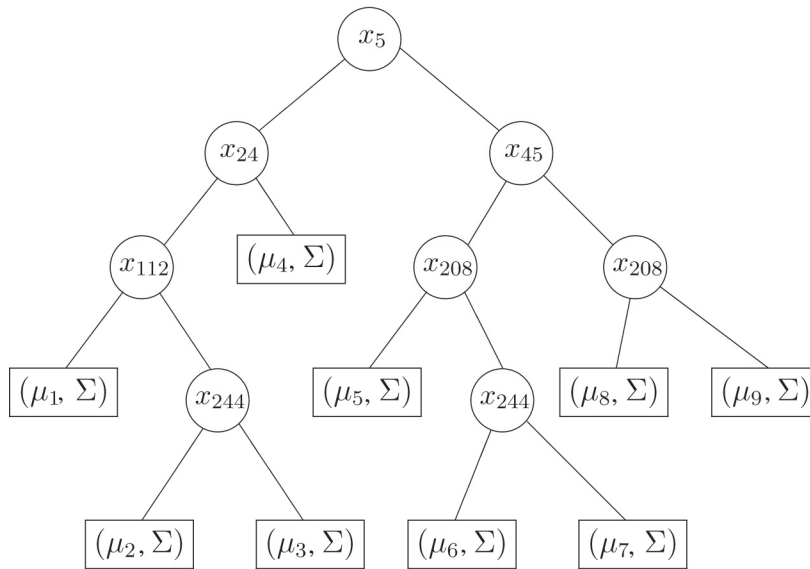 x₅
x₂₄ x₄₅
x₁₁₂ (μ₄, Σ) x₂₀₈ x₂₀₈
(μ₁, Σ) x₂₄₄ (μ₅, Σ) x₂₄₄ (μ₈, Σ) (μ₉, Σ)
(μ₂, Σ) (μ₃, Σ) (μ₆, Σ) (μ₇, Σ)